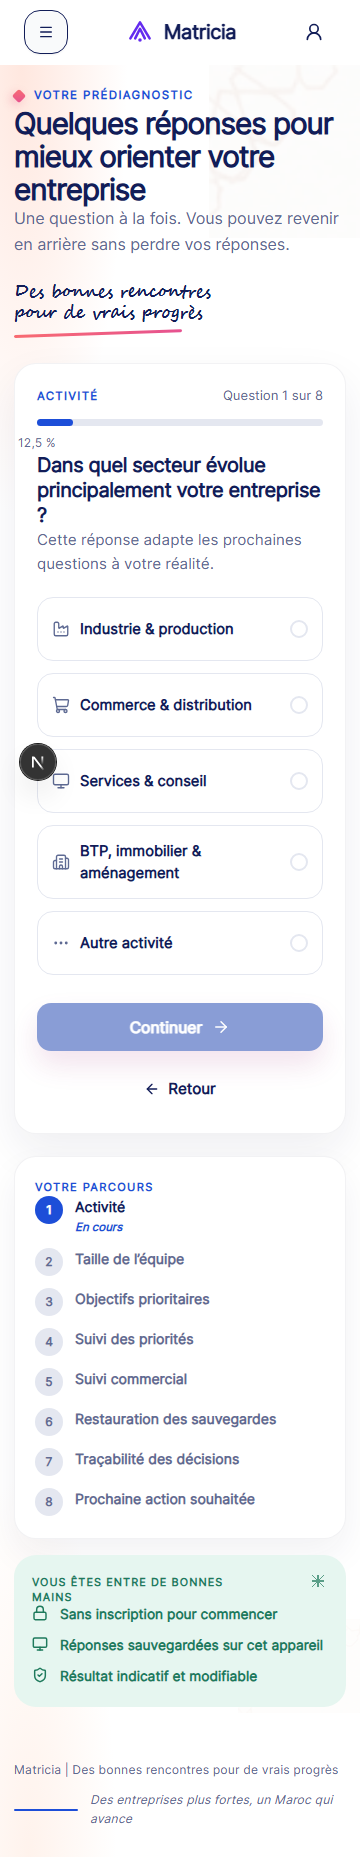 Matricia
VOTRE PRÉDIAGNOSTIC
Quelques réponses pour
mieux orienter votre
entreprise
Une question à la fois. Vous pouvez revenir
en arrière sans perdre vos réponses.
Des bonnes rencontres
pour de vrais progrès
ACTIVITÉ
Question 1 sur 8
12,5 %
Dans quel secteur évolue
principalement votre entreprise
?
Cette réponse adapte les prochaines
questions à votre réalité.
Industrie & production
Commerce & distribution
N
Services & conseil
BTP, immobilier &
aménagement
Autre activité
Continuer →
← Retour
VOTRE PARCOURS
1 Activité
En cours
2 Taille de l’équipe
3 Objectifs prioritaires
4 Suivi des priorités
5 Suivi commercial
6 Restauration des sauvegardes
7 Traçabilité des décisions
8 Prochaine action souhaitée
VOUS ÊTES ENTRE DE BONNES
MAINS
Sans inscription pour commencer
Réponses sauvegardées sur cet appareil
Résultat indicatif et modifiable
Matricia | Des bonnes rencontres pour de vrais progrès
Des entreprises plus fortes, un Maroc qui
avance